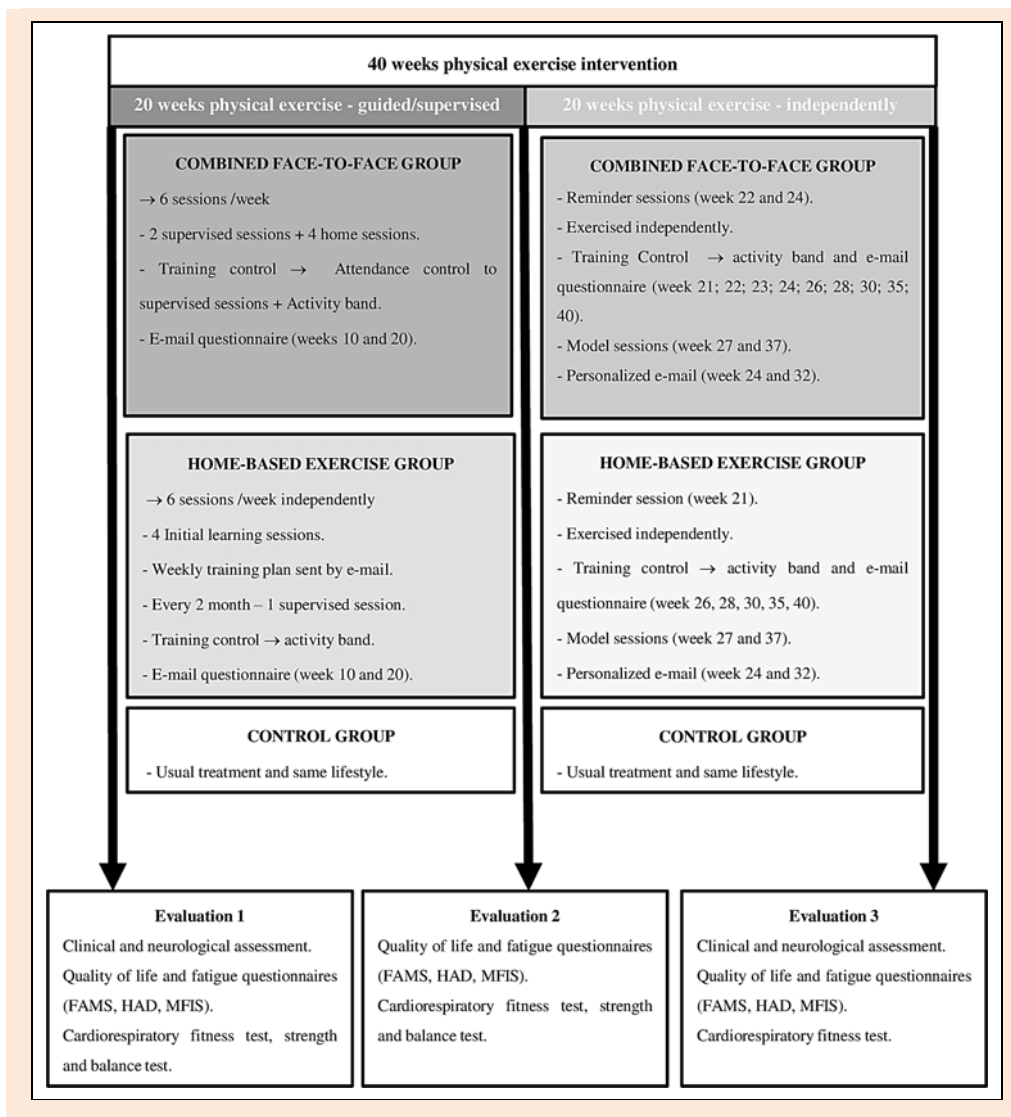 40 weeks physical exercise intervention
20 weeks physical exercise - guided/supervised
20 weeks physical exercise - independently
COMBINED FACE-TO-FACE GROUP
→ 6 sessions /week
- 2 supervised sessions + 4 home sessions.
- Training control → Attendance control to
supervised sessions + Activity band.
- E-mail questionnaire (weeks 10 and 20).
COMBINED FACE-TO-FACE GROUP
- Reminder sessions (week 22 and 24).
- Exercised independently.
- Training Control → activity band and e-mail
questionnaire (week 21; 22; 23; 24; 26; 28; 30; 35;
40).
- Model sessions (week 27 and 37).
- Personalized e-mail (week 24 and 32).
HOME-BASED EXERCISE GROUP
→ 6 sessions /week independently
- 4 Initial learning sessions.
- Weekly training plan sent by e-mail.
- Every 2 month – 1 supervised session.
- Training control → activity band.
- E-mail questionnaire (week 10 and 20).
HOME-BASED EXERCISE GROUP
- Reminder session (week 21).
- Exercised independently.
- Training control → activity band and e-mail
questionnaire (week 26, 28, 30, 35, 40).
- Model sessions (week 27 and 37).
- Personalized e-mail (week 24 and 32).
CONTROL GROUP
- Usual treatment and same lifestyle.
CONTROL GROUP
- Usual treatment and same lifestyle.
Evaluation 1
Clinical and neurological assessment.
Quality of life and fatigue questionnaires
(FAMS, HAD, MFIS).
Cardiorespiratory fitness test, strength
and balance test.
Evaluation 2
Quality of life and fatigue questionnaires
(FAMS, HAD, MFIS).
Cardiorespiratory fitness test, strength
and balance test.
Evaluation 3
Clinical and neurological assessment.
Quality of life and fatigue questionnaires
(FAMS, HAD, MFIS).
Cardiorespiratory fitness test.